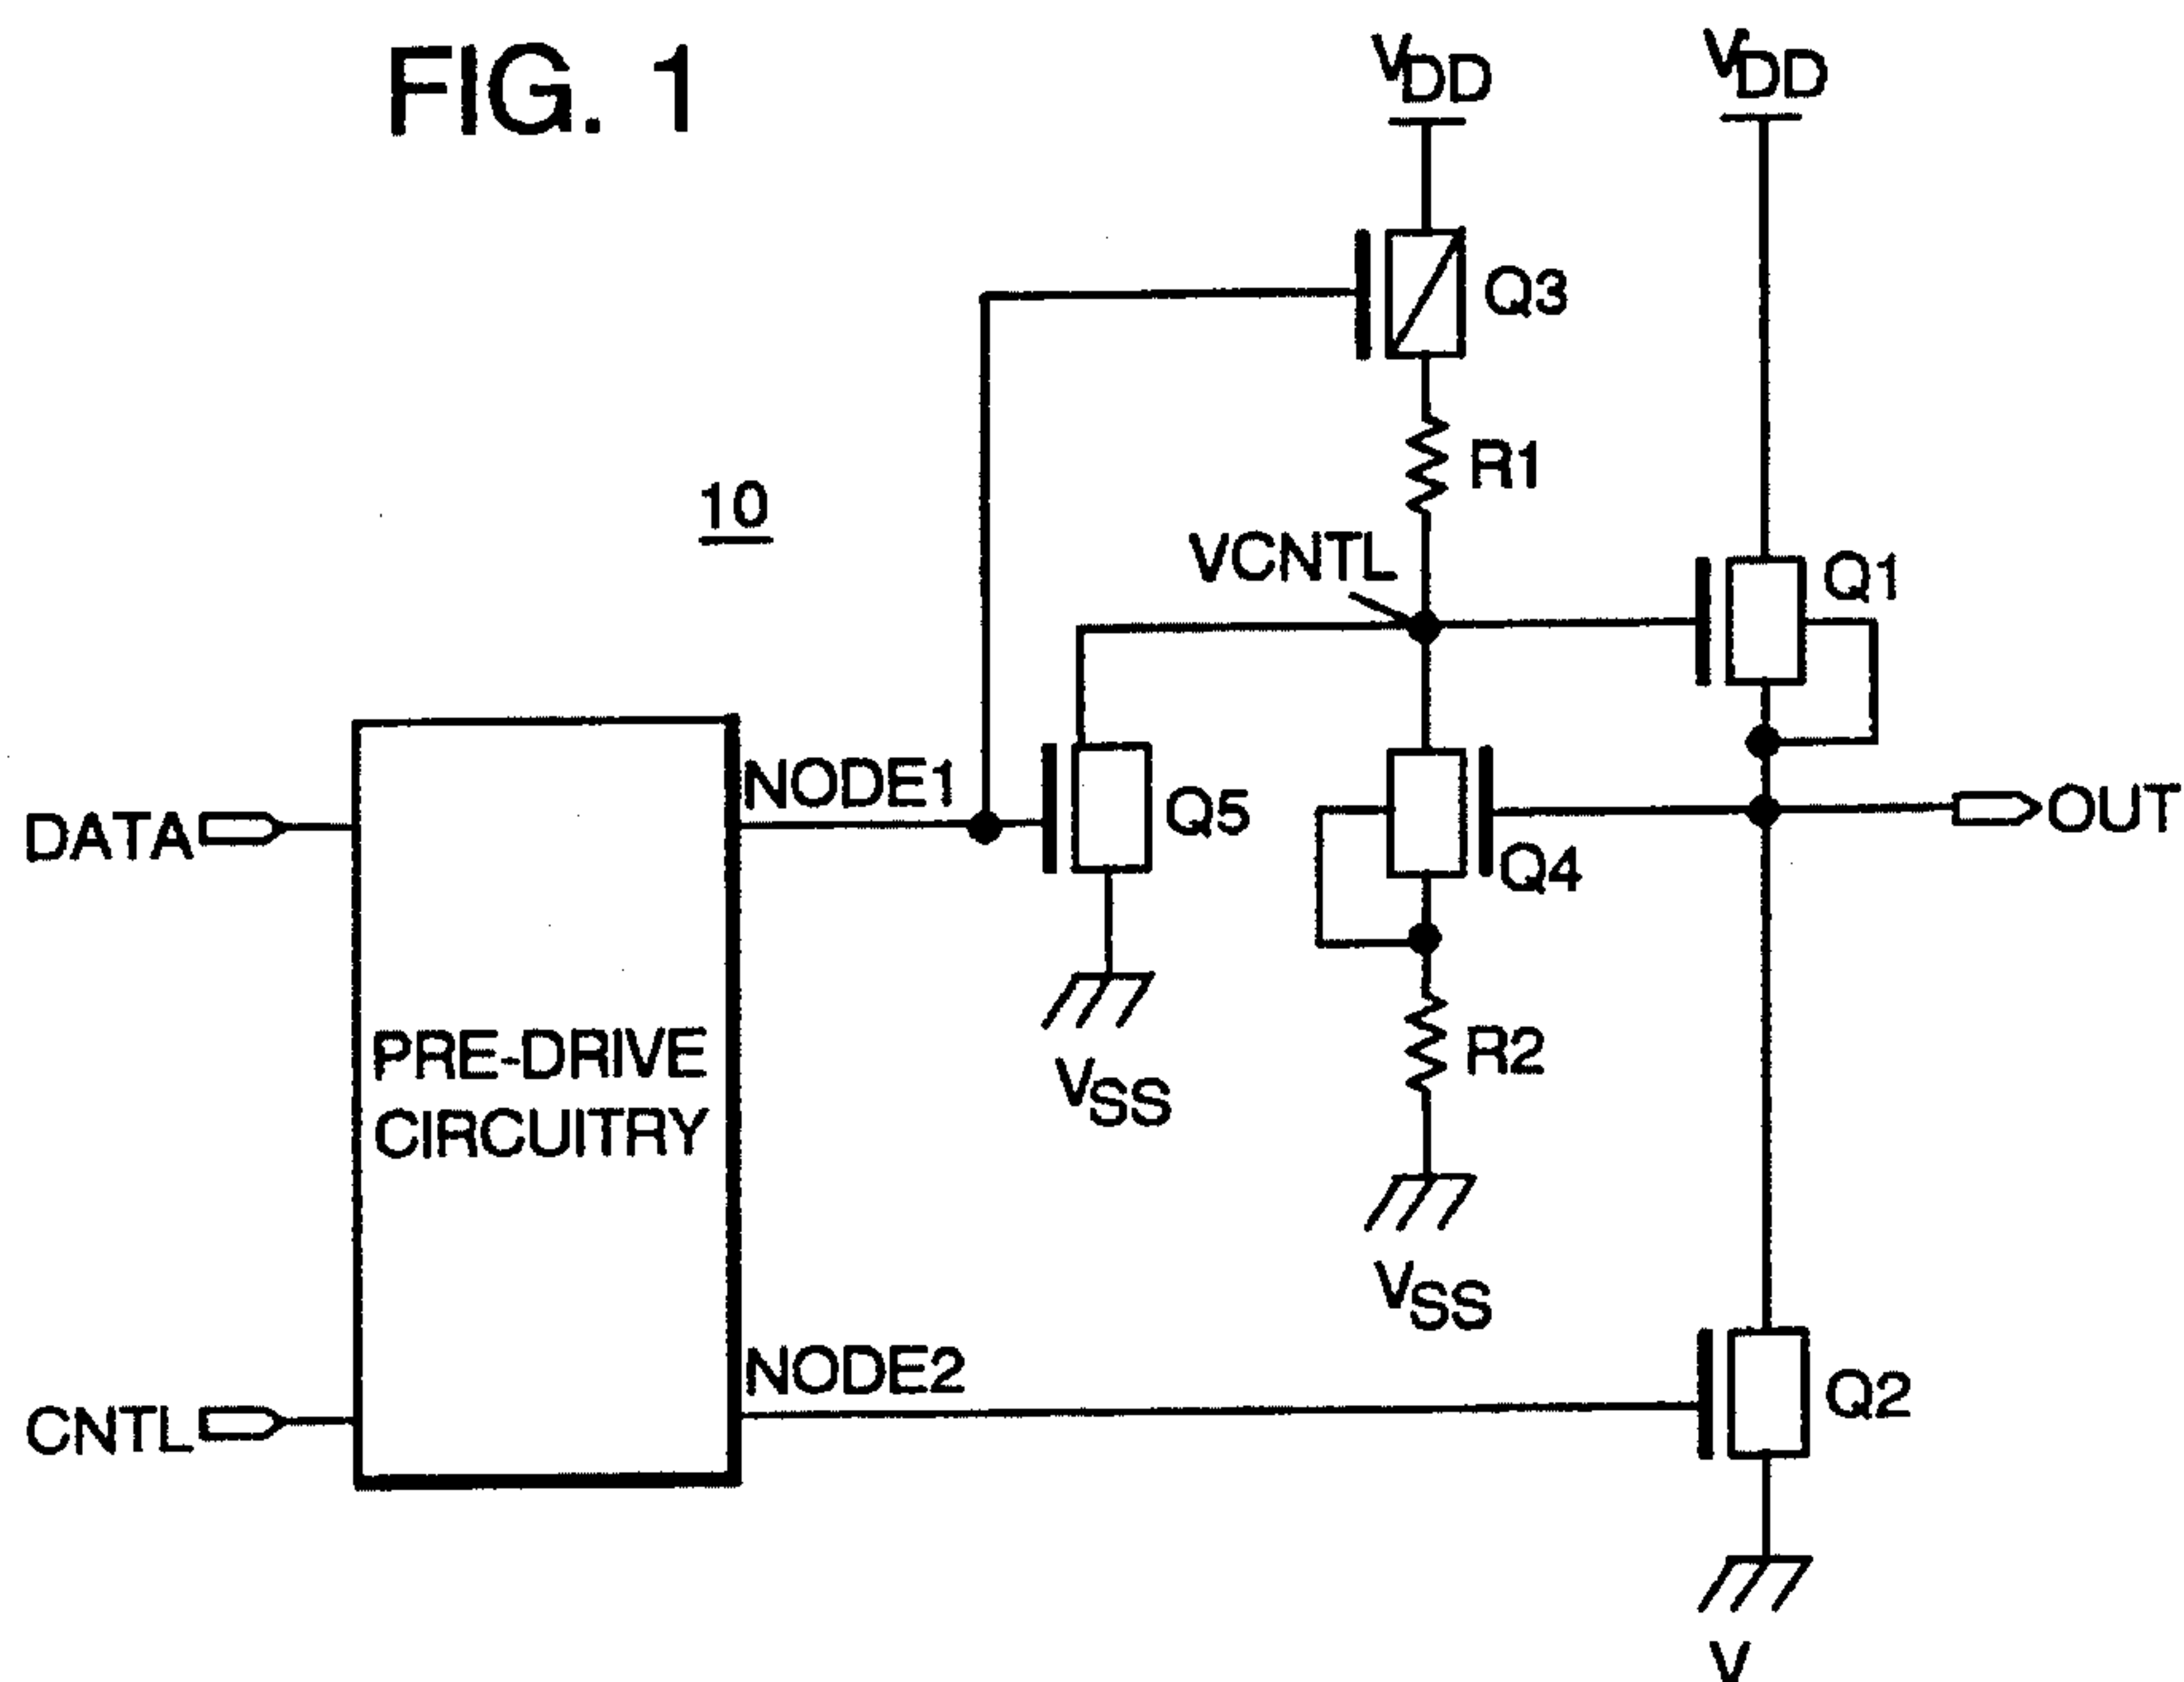 FIG. 1
VDD
VDD
Q3
R1
10
VCNTL
Q1
NODE1
DATA
Q5
OUT
Q4
PRE-DRIVE
CIRCUITRY
R2
VSS
VSS
NODE2
CNTL
Q2
V